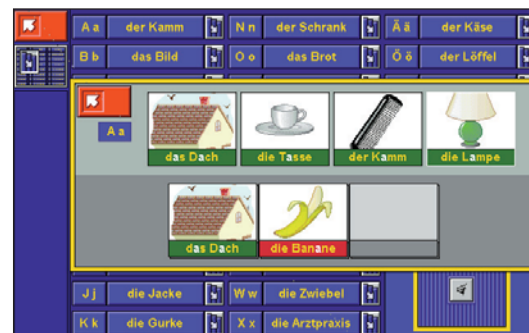 A a der Kamm N n der Schrank Ä ä der Käse
B b das Bild O o das Brot Ö ö der Löffel
A a
das Dach die Tasse der Kamm die Lampe
das Dach die Banane
J j die Jacke W w die Zwiebel
K k die Gurke X x die Arztpraxis